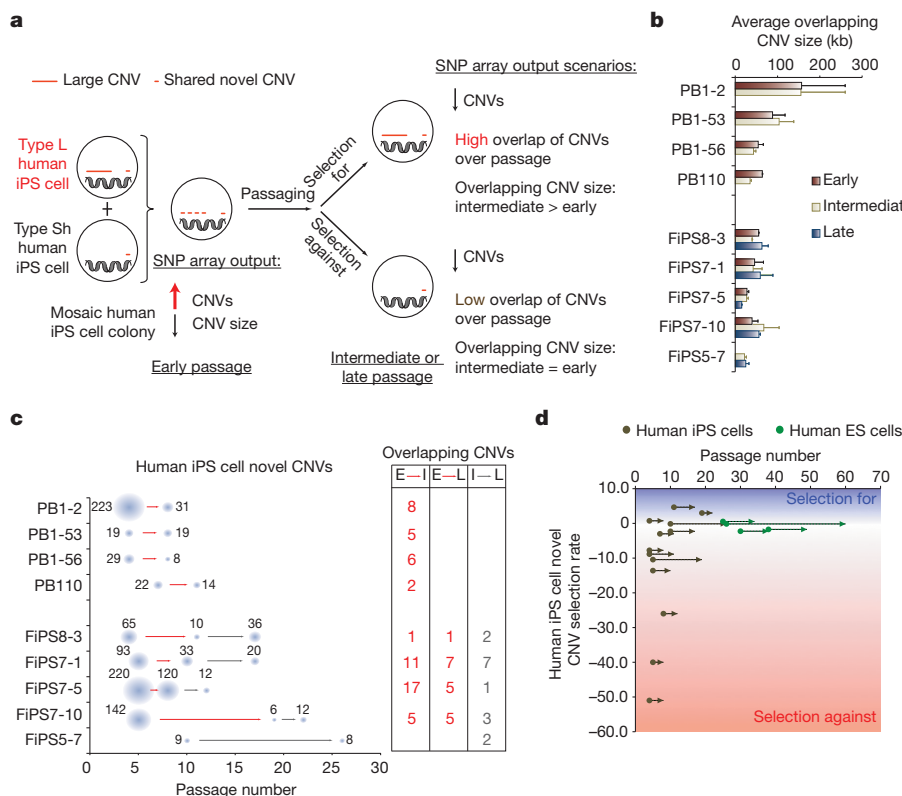 a
Large CNV
Shared novel CNV
Type L
human
iPS cell
+
Type Sh
human
iPS cell
Mosaic human
iPS cell colony
SNP array output:
CNVs
CNV size
Early passage
Passaging
Selection
for
Selection
against
Intermediate or
late passage
SNP array output scenarios:
CNVs
High overlap of CNVs
over passage
Overlapping CNV size:
intermediate > early
CNVs
Low overlap of CNVs
over passage
Overlapping CNV size:
intermediate = early
b
Average overlapping
CNV size (kb)
0 100 200 300
PB1-2
PB1-53
PB1-56
PB110
FiPS8-3
FiPS7-1
FiPS7-5
FiPS7-10
FiPS5-7
Early
Intermediat
Late
c
Human iPS cell novel CNVs
Overlapping CNVs
E I E L I L
PB1-2 223 31 8
PB1-53 19 19 5
PB1-56 29 8 6
PB110 22 14 2
FiPS8-3 65 10 36 1 1 2
FiPS7-1 93 33 20 11 7 7
FiPS7-5 220 120 12 17 5 1
FiPS7-10 142 6 12 5 5 3
FiPS5-7 9 8 2
0 5 10 15 20 25 30
Passage number
d
Human iPS cells
Human ES cells
Passage number
0 10 20 30 40 50 60 70
10.0
0
–10.0
–20.0
–30.0
–40.0
–50.0
–60.0
Human iPS cell novel
CNV selection rate
Selection for
Selection against